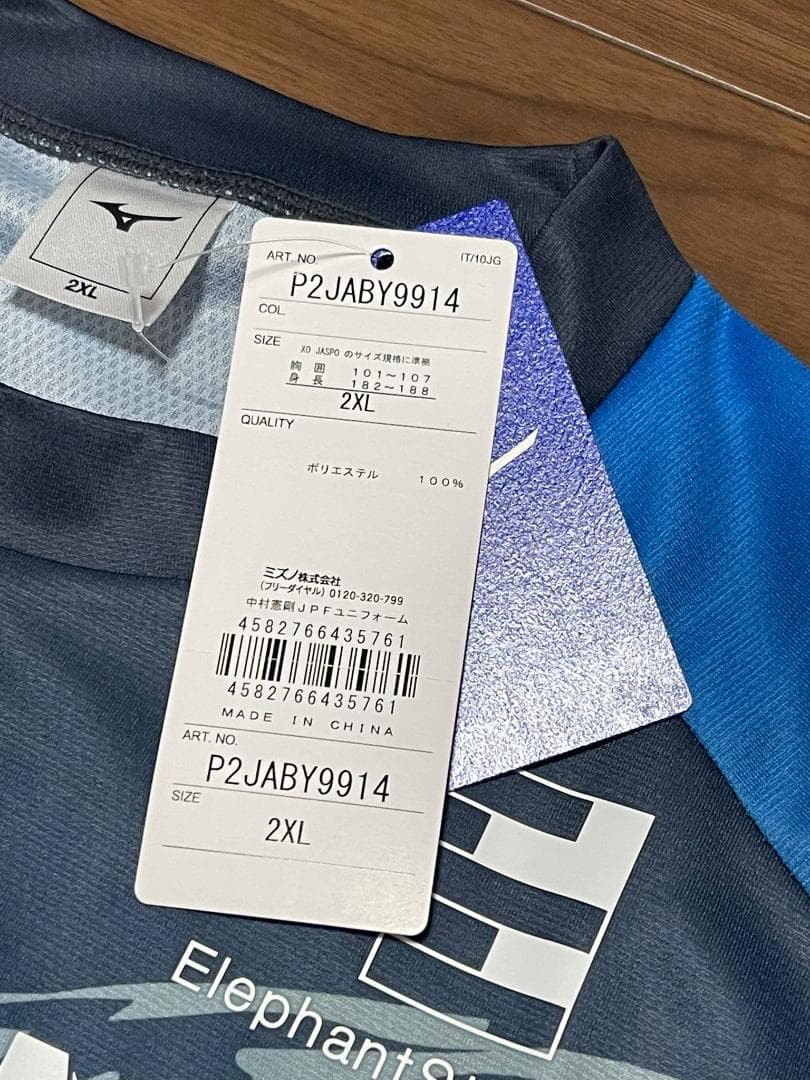 2XL
ART. NO.
IT/10JG
P2JABY9914
COL.
SIZE
XO JASPO のサイズ規格に準拠
胸囲 101～107
身長 182～188
2XL
QUALITY
ポリエステル 100%
ミズノ株式会社
(フリーダイヤル) 0120-320-799
中村憲剛JPFユニフォーム
4582766435761
4582766435761
MADE IN CHINA
ART. NO.
P2JABY9914
SIZE
2XL